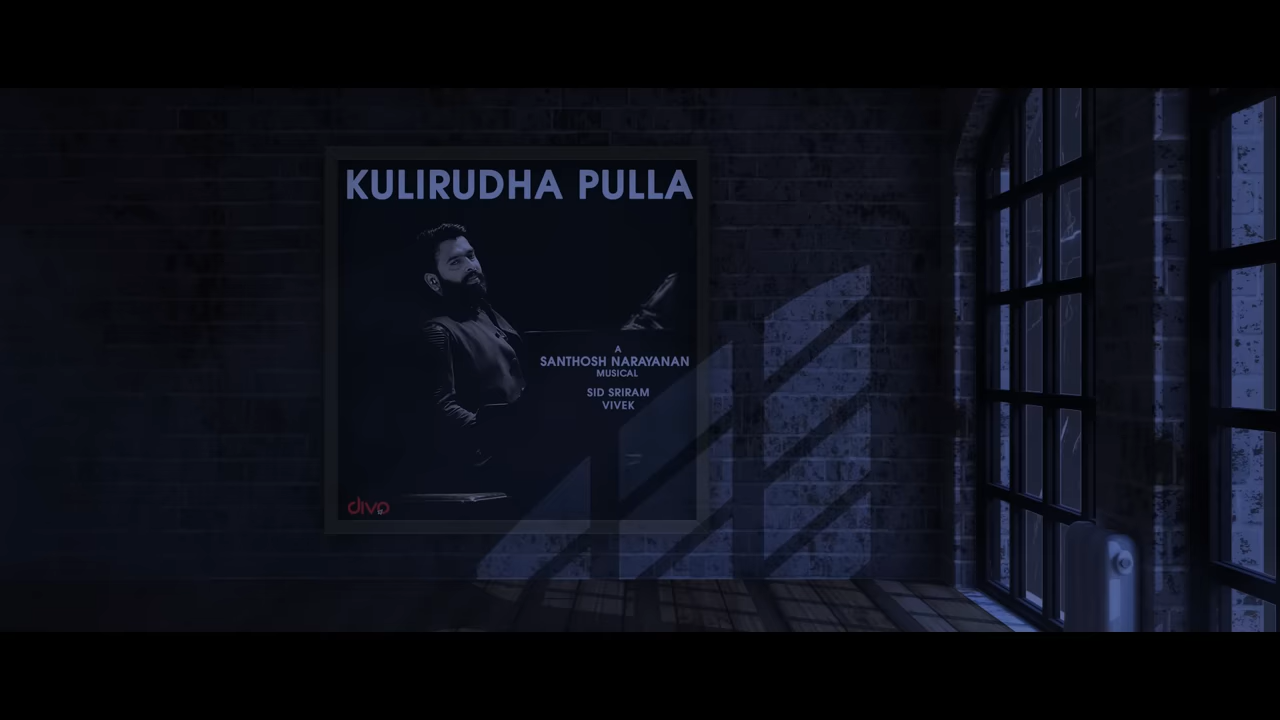 KULIRUDHA PULLA
A
SANTHOSH NARAYANAN
MUSICAL
SID SRIRAM
VIVEK
divo